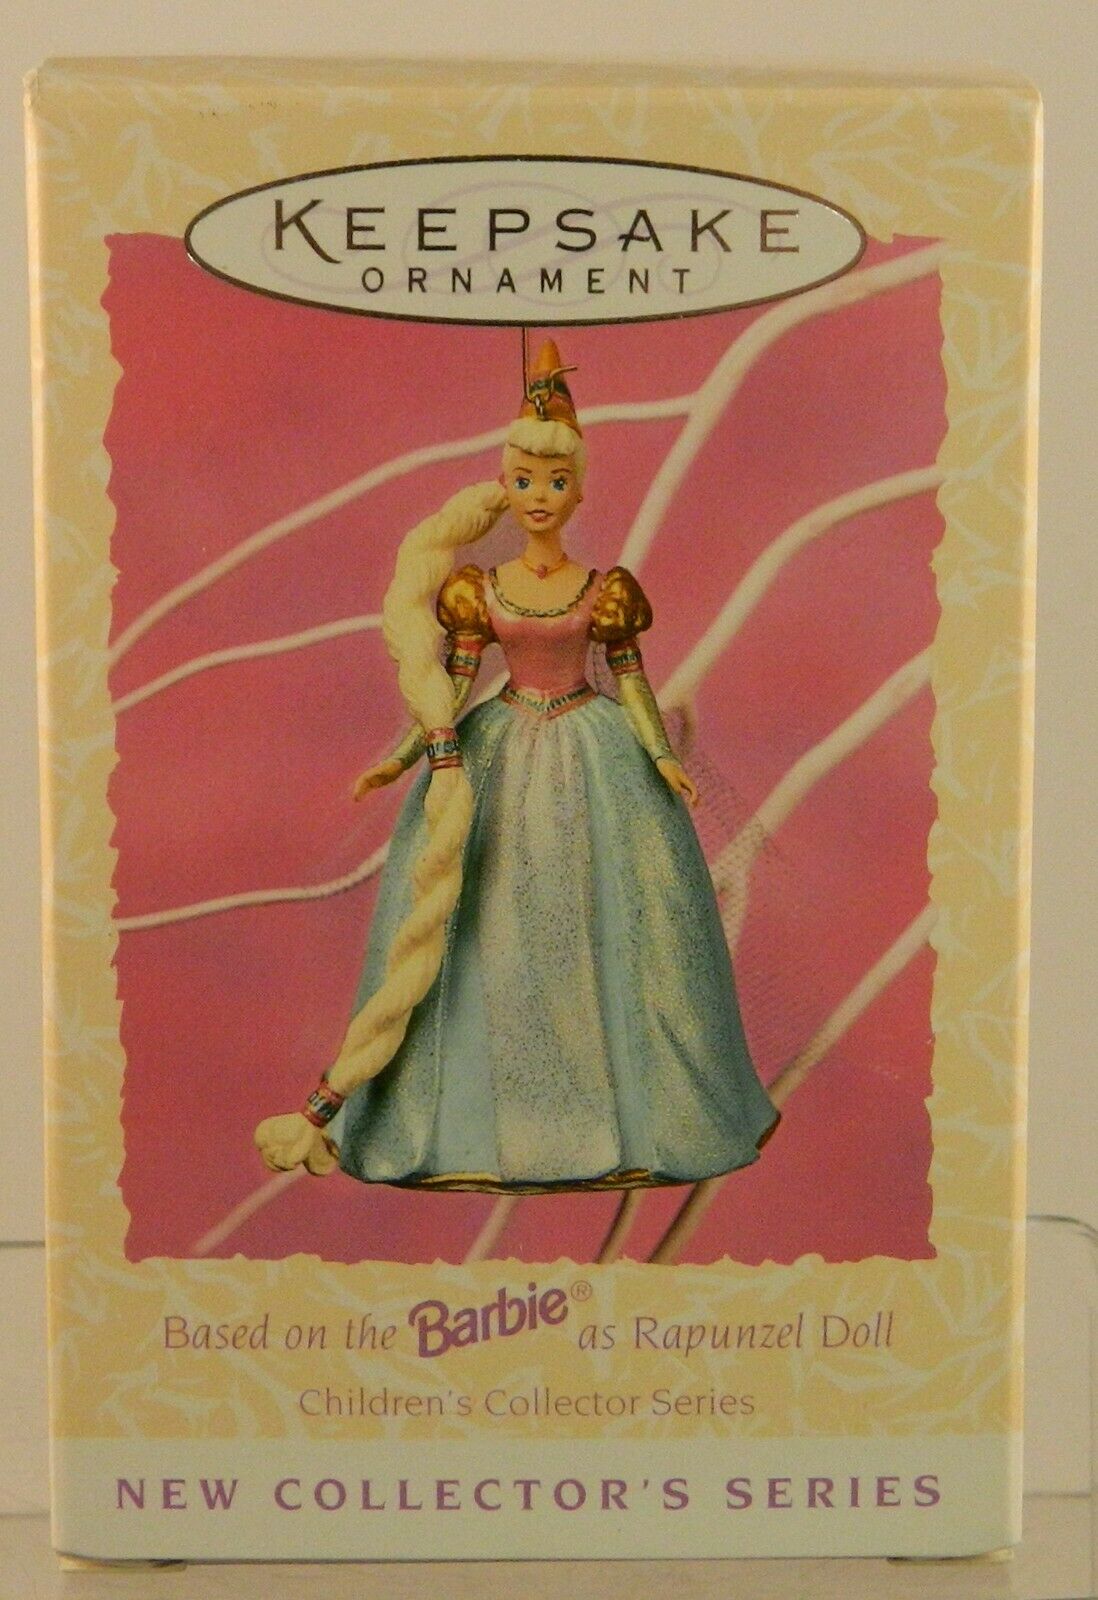 KEEPSAKE
ORNAMENT
Based on the Barbie® as Rapunzel Doll
Children's Collector Series
NEW COLLECTOR'S SERIES